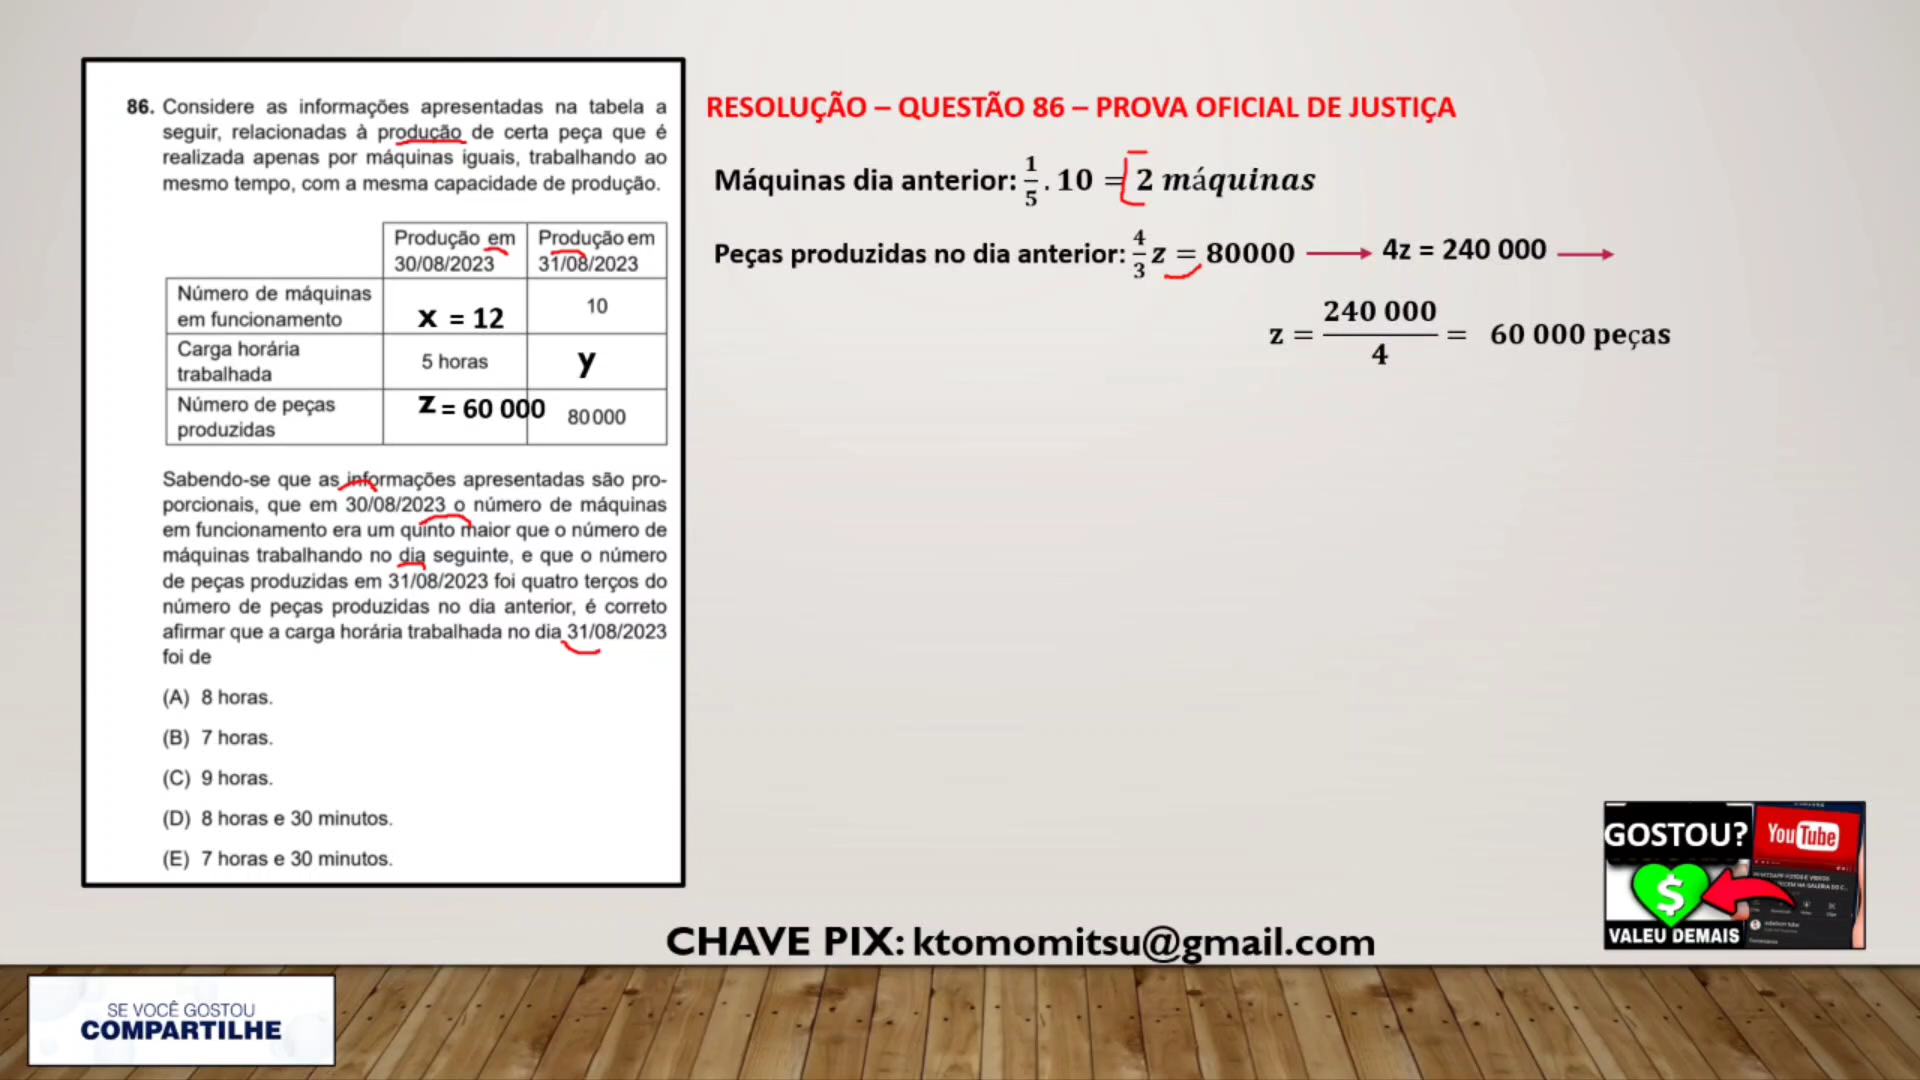 86. Considere as informações apresentadas na tabela a
seguir, relacionadas à produção de certa peça que é
realizada apenas por máquinas iguais, trabalhando ao
mesmo tempo, com a mesma capacidade de produção.
Produção em 30/08/2023
Produção em 31/08/2023
Número de máquinas em funcionamento
x = 12
10
Carga horária trabalhada
5 horas
y
Número de peças produzidas
z = 60 000
80 000
Sabendo-se que as informações apresentadas são pro-
porcionais, que em 30/08/2023 o número de máquinas
em funcionamento era um quinto maior que o número de
máquinas trabalhando no dia seguinte, e que o número
de peças produzidas em 31/08/2023 foi quatro terços do
número de peças produzidas no dia anterior, é correto
afirmar que a carga horária trabalhada no dia 31/08/2023
foi de
(A) 8 horas.
(B) 7 horas.
(C) 9 horas.
(D) 8 horas e 30 minutos.
(E) 7 horas e 30 minutos.
RESOLUÇÃO – QUESTÃO 86 – PROVA OFICIAL DE JUSTIÇA
Máquinas dia anterior: 1/5 . 10 = 2 máquinas
Peças produzidas no dia anterior: 4/3 z = 80000 → 4z = 240 000 →
z = 240 000/4 = 60 000 peças
GOSTOU?
YouTube
$
VALEU DEMAIS
CHAVE PIX: ktomomitsu@gmail.com
SE VOCÊ GOSTOU
COMPARTILHE